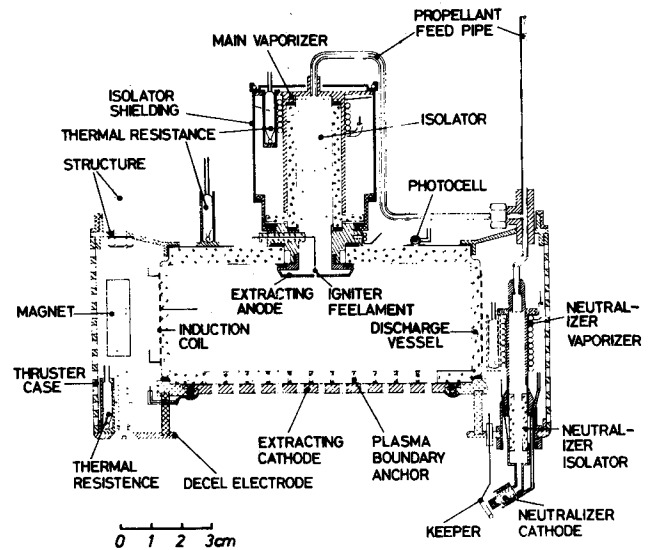 PROPELLANT
FEED PIPE
MAIN VAPORIZER
ISOLATOR
SHIELDING
THERMAL RESISTANCE
STRUCTURE
ISOLATOR
PHOTOCELL
EXTRACTING
ANODE
IGNITER
FEELAMENT
MAGNET
INDUCTION
COIL
DISCHARGE
VESSEL
NEUTRAL-
IZER
VAPORIZER
THRUSTER
CASE
THERMAL
RESISTENCE
DECEL ELECTRODE
EXTRACTING
CATHODE
PLASMA
BOUNDARY
ANCHOR
NEUTRAL-
IZER
ISOLATOR
KEEPER
NEUTRALIZER
CATHODE
0 1 2 3cm